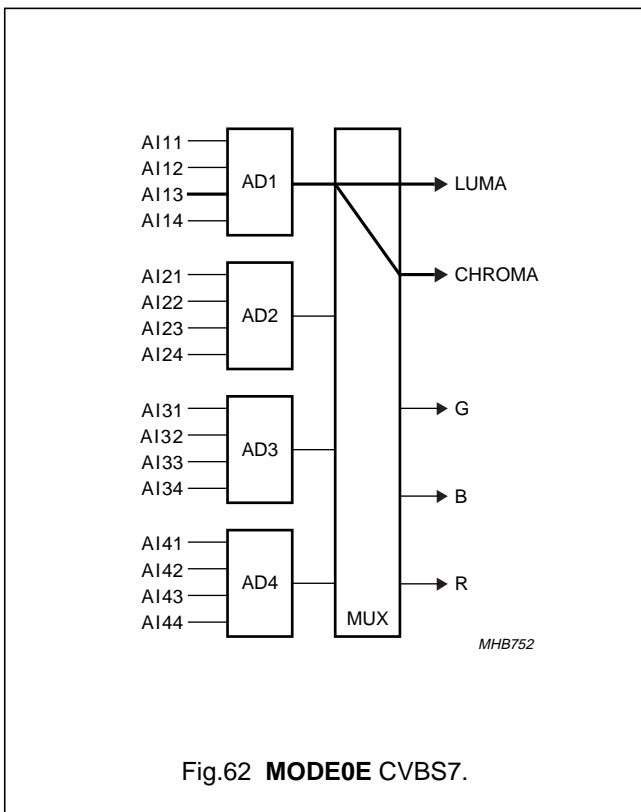 AI11
AI12
AI13
AI14
AD1
LUMA
CHROMA
AI21
AI22
AI23
AI24
AD2
AI31
AI32
AI33
AI34
AD3
G
B
AI41
AI42
AI43
AI44
AD4
R
MUX
MHB752
Fig.62 MODE0E CVBS7.